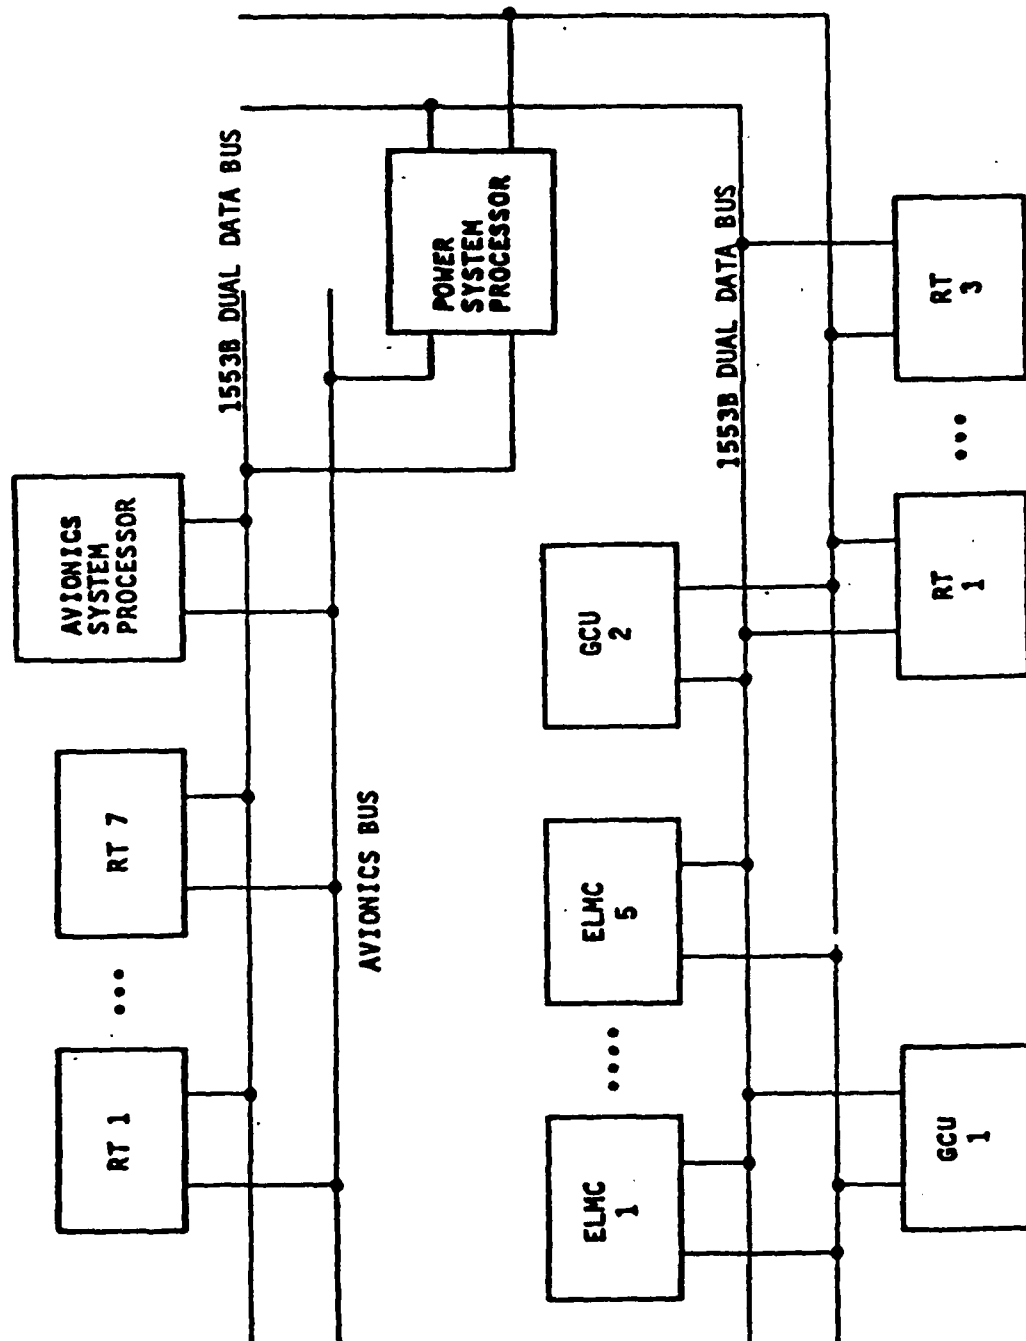 RT 1
RT 7
AVIONICS
SYSTEM
PROCESSOR
1553B DUAL DATA BUS
AVIONICS BUS
POWER
SYSTEM
PROCESSOR
ELMC
1
ELMC
5
GCU
2
1553B DUAL DATA BUS
GCU
1
RT
1
RT
3